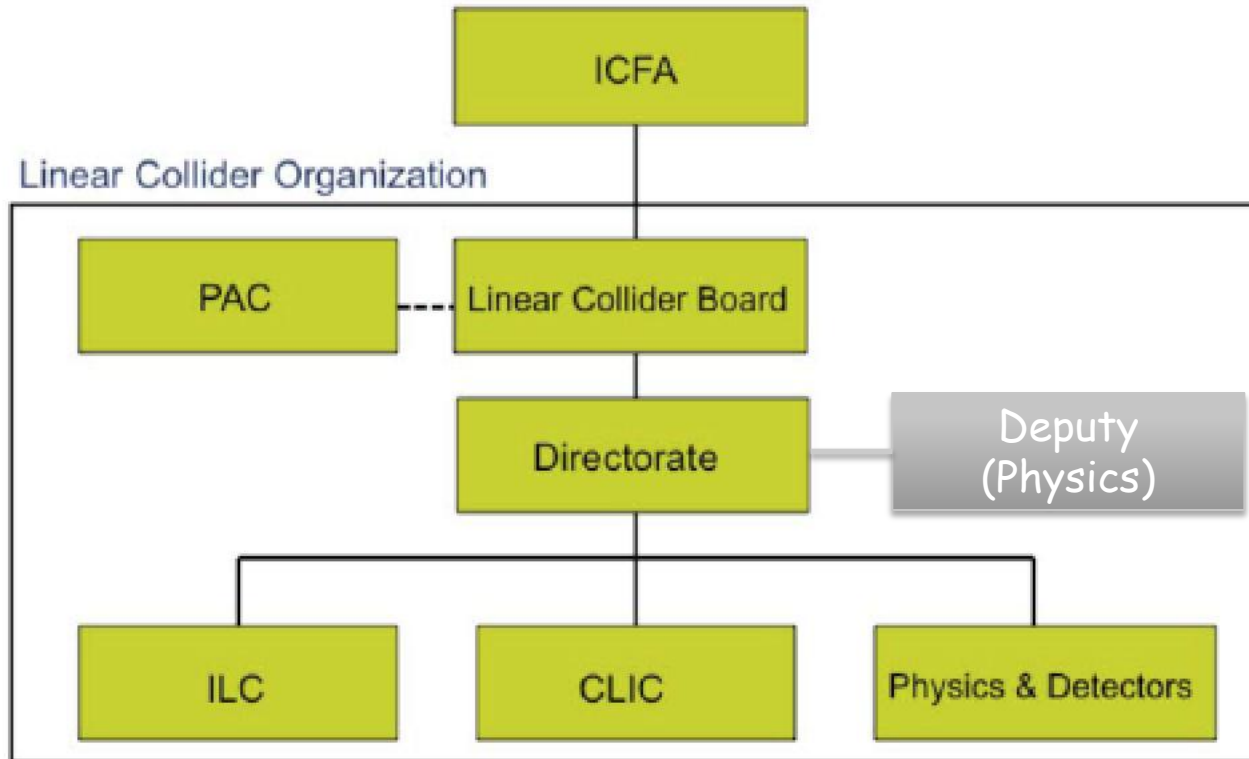 ICFA
Linear Collider Organization
PAC
Linear Collider Board
Directorate
Deputy
(Physics)
ILC
CLIC
Physics & Detectors